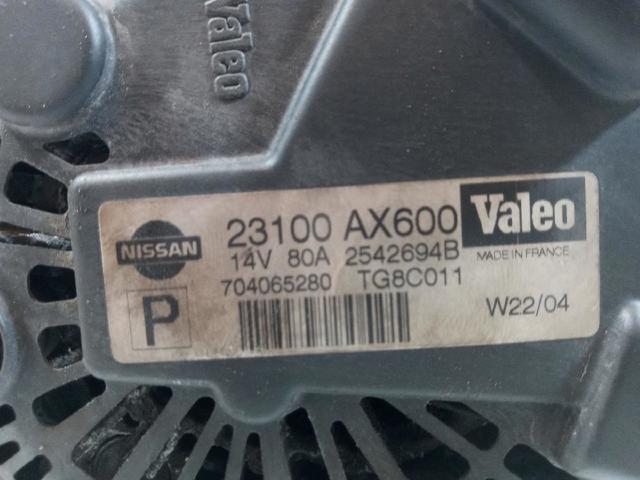 Valeo
NISSAN 23100 AX600 Valeo
14V 80A 2542694B MADE IN FRANCE
704065280 TG8C011
P W22/04